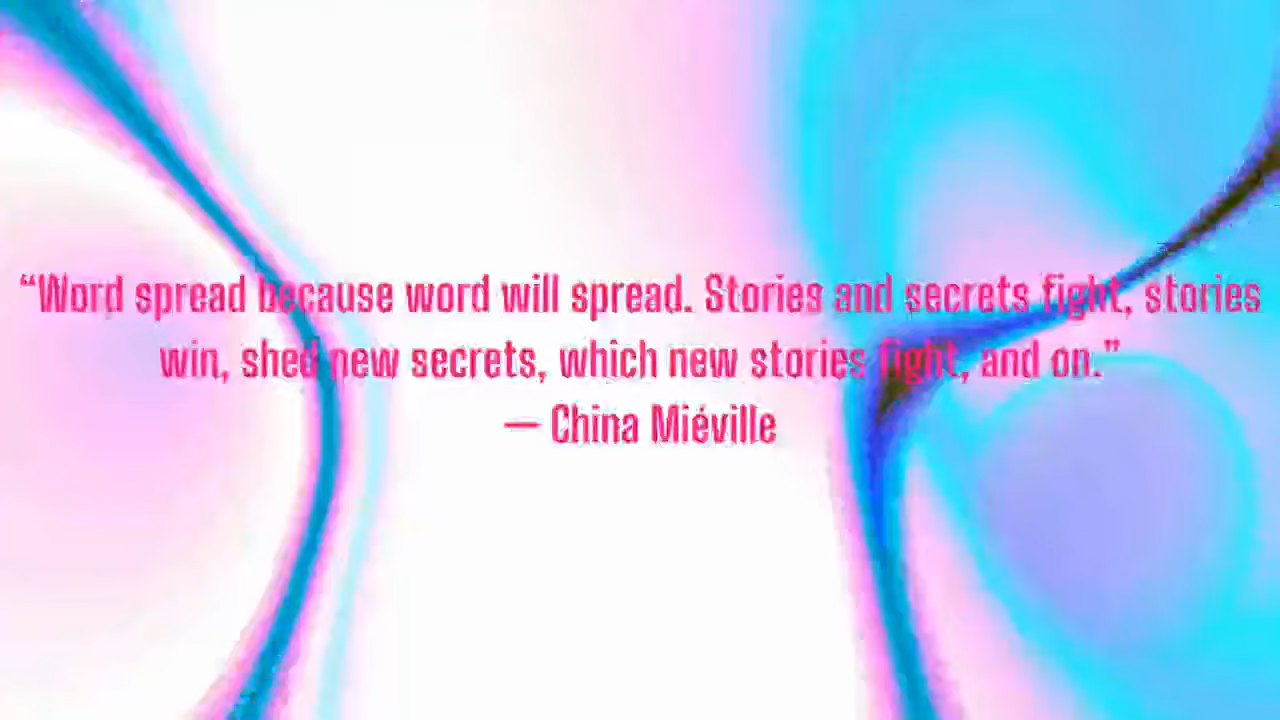 “Word spread because word will spread. Stories and secrets fight, stories
win, shed new secrets, which new stories fight, and on.”
— China Miéville